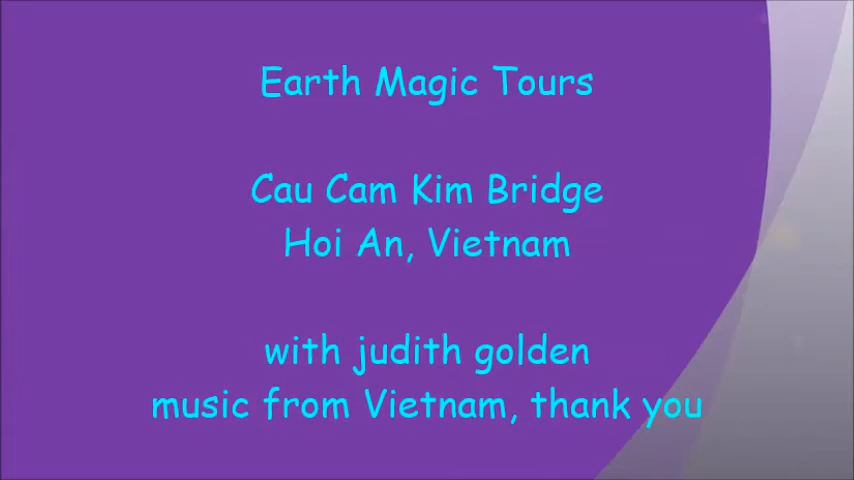 Earth Magic Tours
Cau Cam Kim Bridge
Hoi An, Vietnam
with judith golden
music from Vietnam, thank you